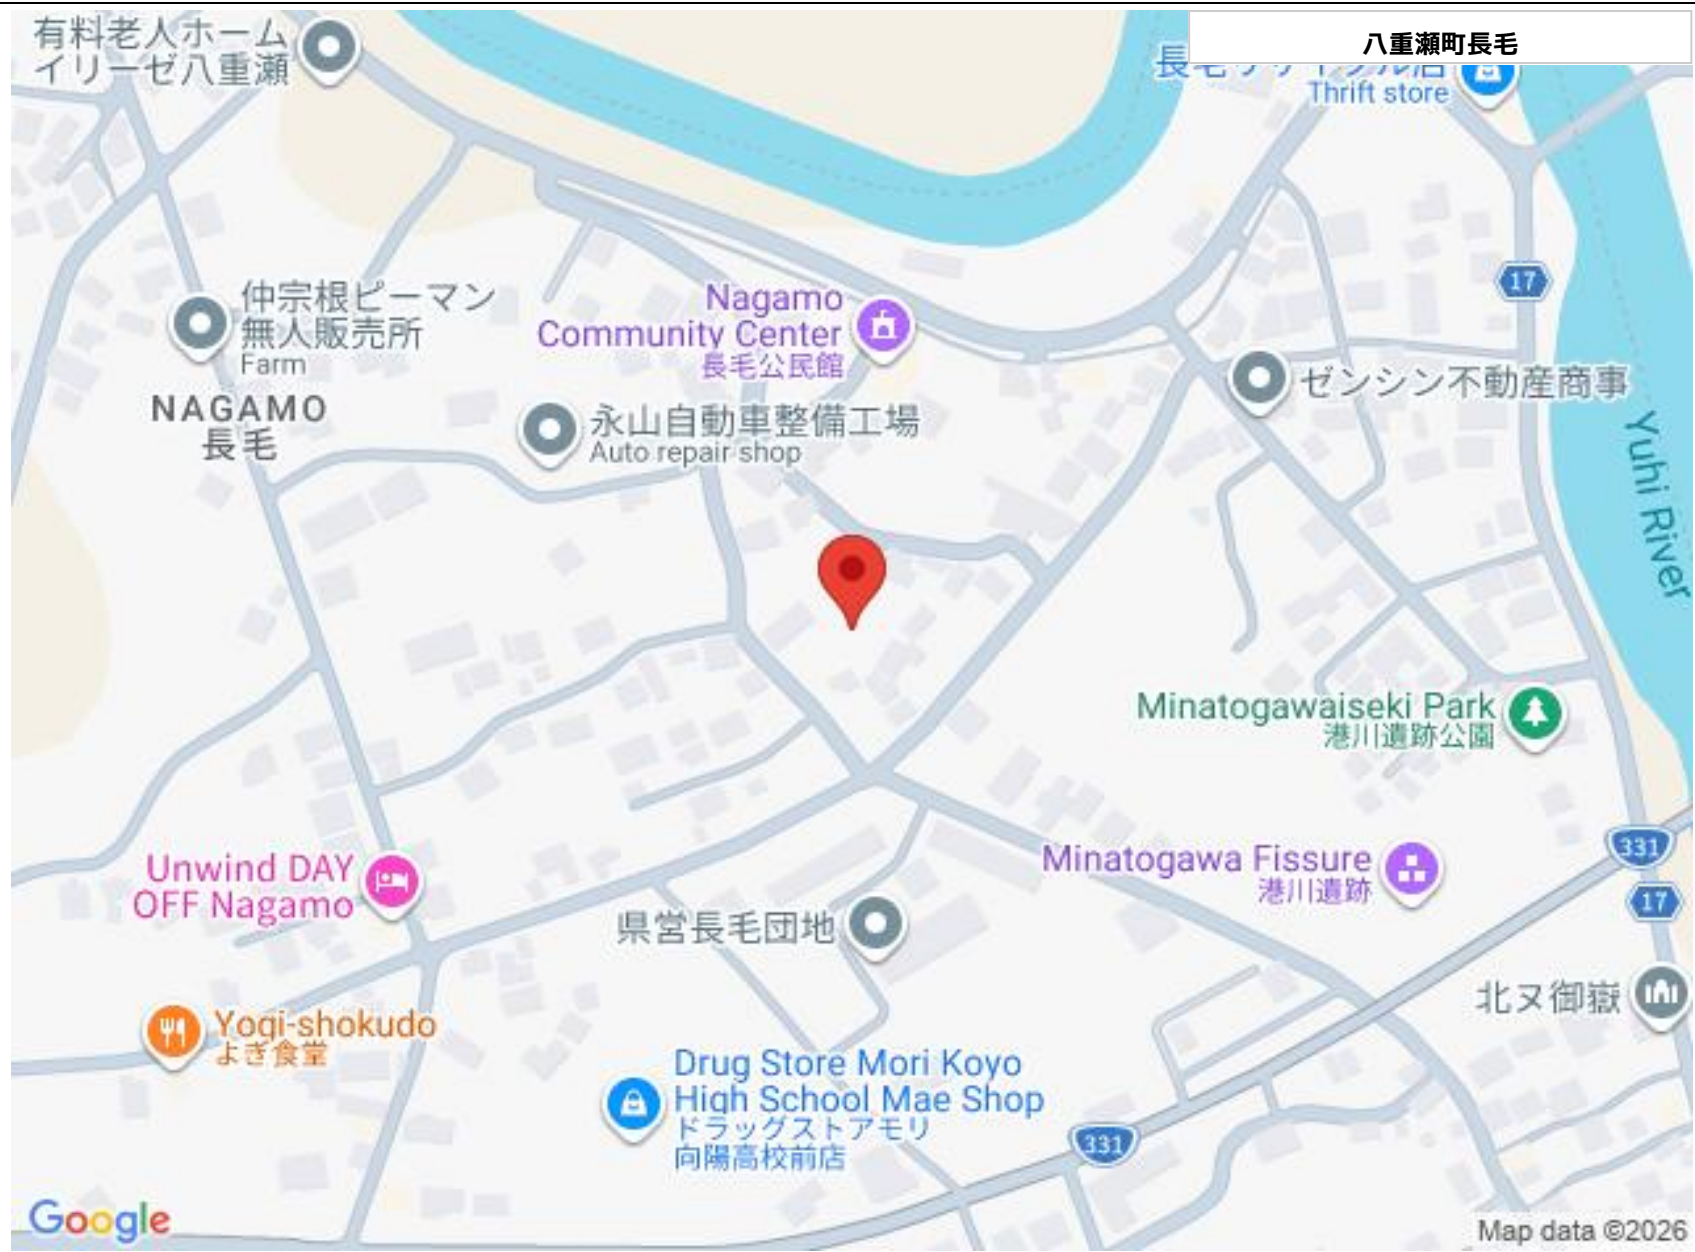 有料老人ホーム
イリーゼ八重瀬
八重瀬町長毛
Thrift store
17
仲宗根ピーマン
無人販売所
Farm
Nagamo
Community Center
長毛公民館
ゼンシン不動産商事
NAGAMO
長毛
永山自動車整備工場
Auto repair shop
Yuhi River
Minatogawaiseki Park
港川遺跡公園
331
Minatogawa Fissure
港川遺跡
17
Unwind DAY
OFF Nagamo
県営長毛団地
北ヌ御嶽
Yogi-shokudo
よぎ食堂
Drug Store Mori Koyo
High School Mae Shop
ドラッグストアモリ
向陽高校前店
331
Google
Map data ©2026